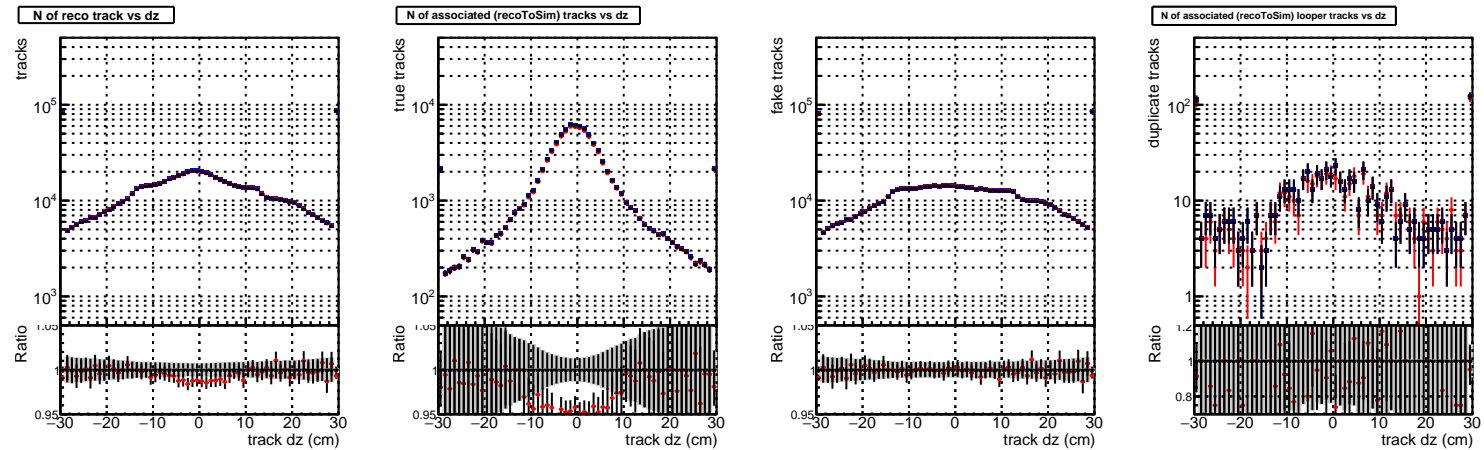 N of reco track vs dz
tracks
10^5
10^4
10^3
Ratio
1.05
1
0.95
−30 −20 −10 0 10 20 30
track dz (cm)
N of associated (recoToSim) tracks vs dz
true tracks
10^4
10^3
10^2
Ratio
1.05
1
0.95
−30 −20 −10 0 10 20 30
track dz (cm)
fake tracks
10^5
10^4
10^3
Ratio
1.05
1
0.95
−30 −20 −10 0 10 20 30
track dz (cm)
N of associated (recoToSim) looper tracks vs dz
duplicate tracks
10^2
10
1
Ratio
1.2
1
0.8
−30 −20 −10 0 10 20 30
track dz (cm)